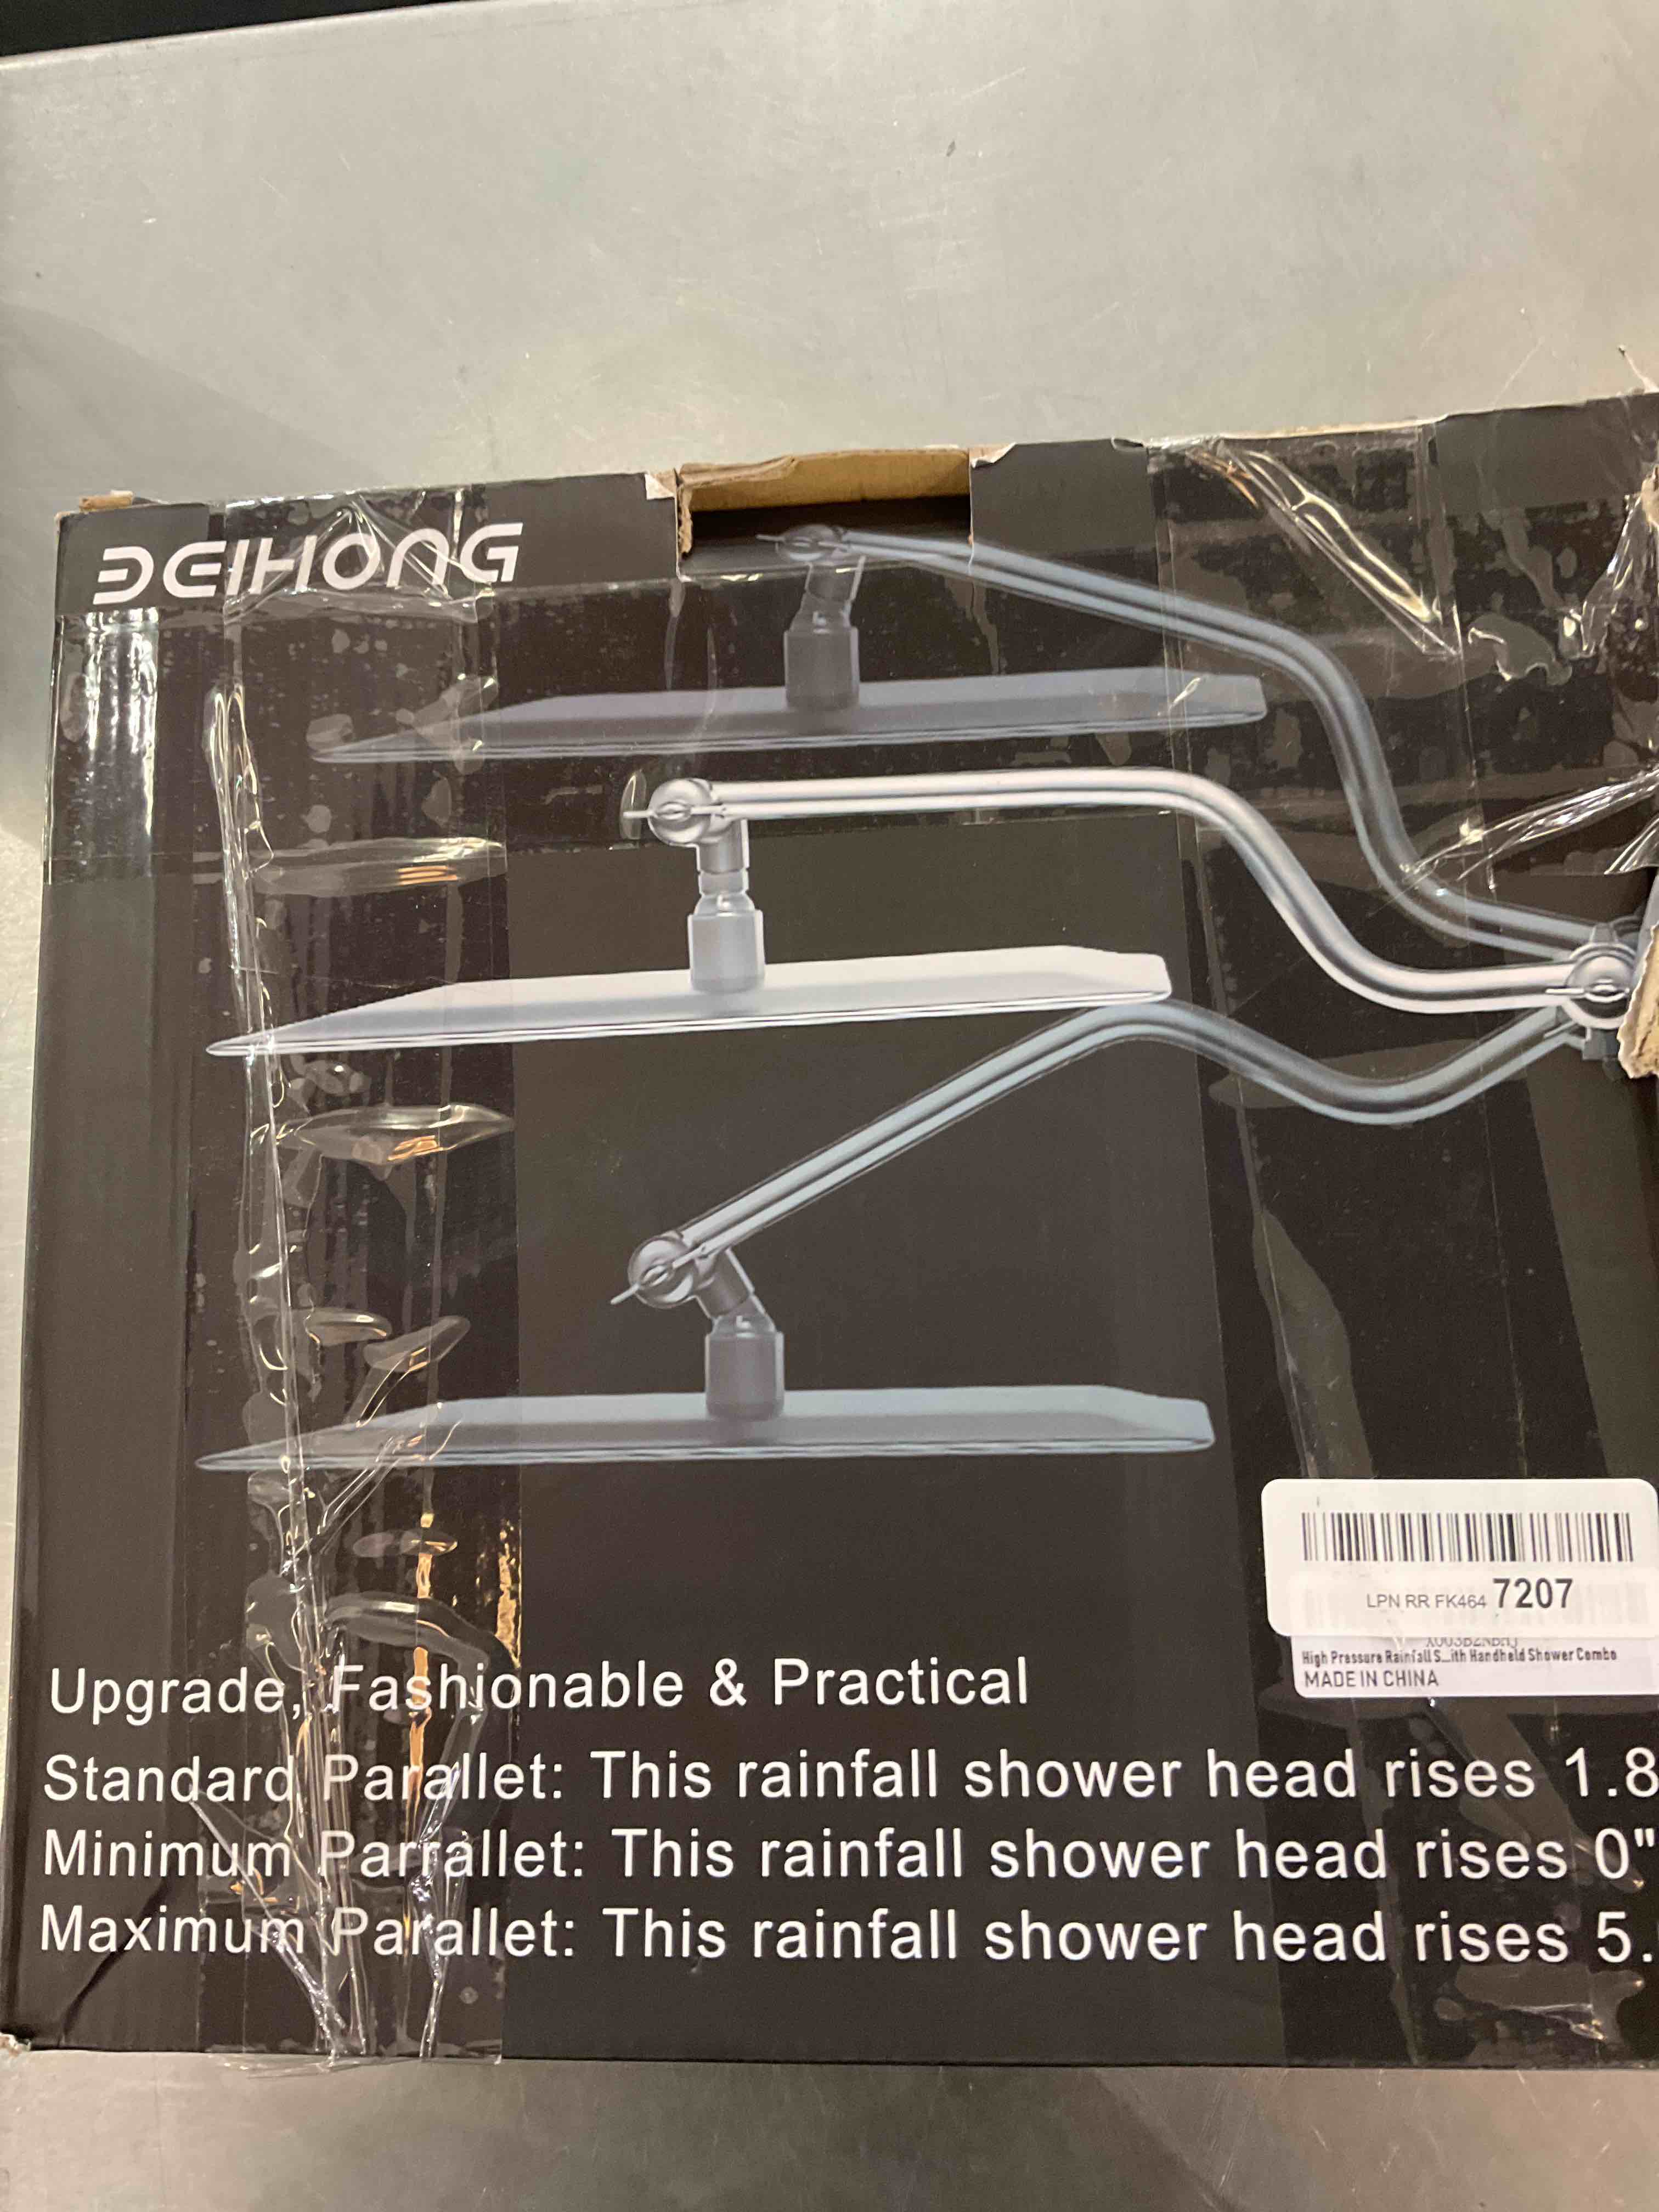 BEIHONG
LPN RR FK464 7207
High Pressure Rainfall S...ith Handheld Shower Combo
MADE IN CHINA
Upgrade, Fashionable & Practical
Standard Parallet: This rainfall shower head rises 1.8
Minimum Parrallet: This rainfall shower head rises 0"
Maximum Parallet: This rainfall shower head rises 5.